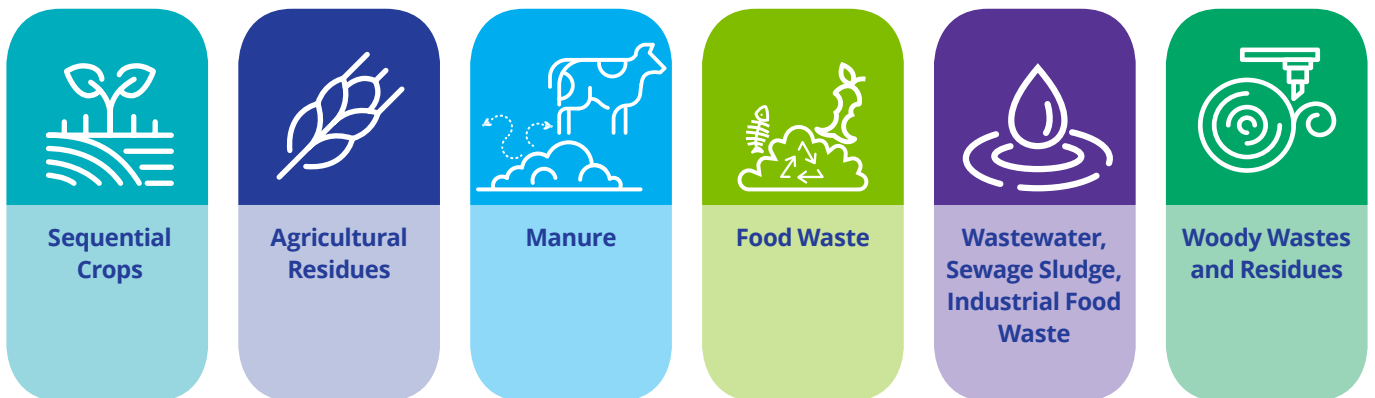 Sequential
Crops
Agricultural
Residues
Manure
Food Waste
Wastewater,
Sewage Sludge,
Industrial Food
Waste
Woody Wastes
and Residues